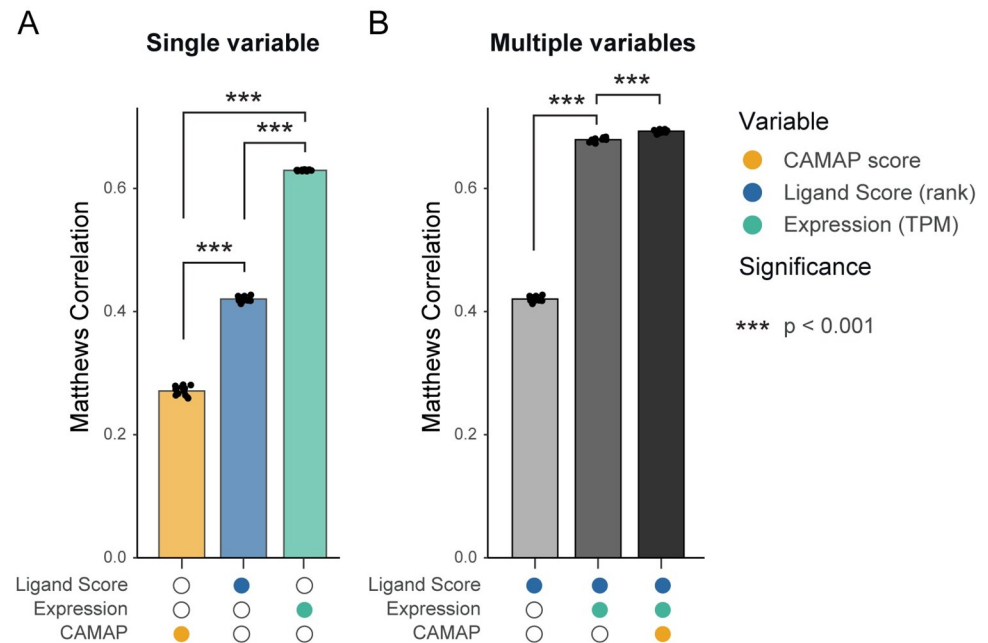 A
Single variable
***
***
***
0.6
0.4
0.2
0.0
Matthews Correlation
Ligand Score
Expression
CAMAP
B
Multiple variables
***
***
0.6
0.4
0.2
0.0
Matthews Correlation
Ligand Score
Expression
CAMAP
Variable
CAMAP score
Ligand Score (rank)
Expression (TPM)
Significance
*** p < 0.001